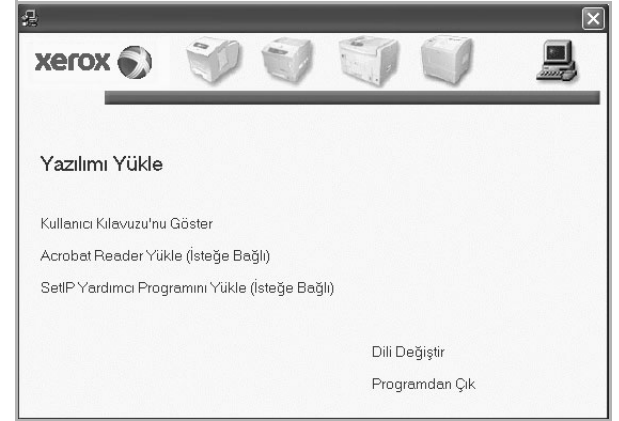 xerox
Yazılımı Yükle
Kullanıcı Kılavuzu'nu Göster
Acrobat Reader Yükle (İsteğe Bağlı)
SetIP Yardımcı Programını Yükle (İsteğe Bağlı)
Dili Değiştir
Programdan Çık